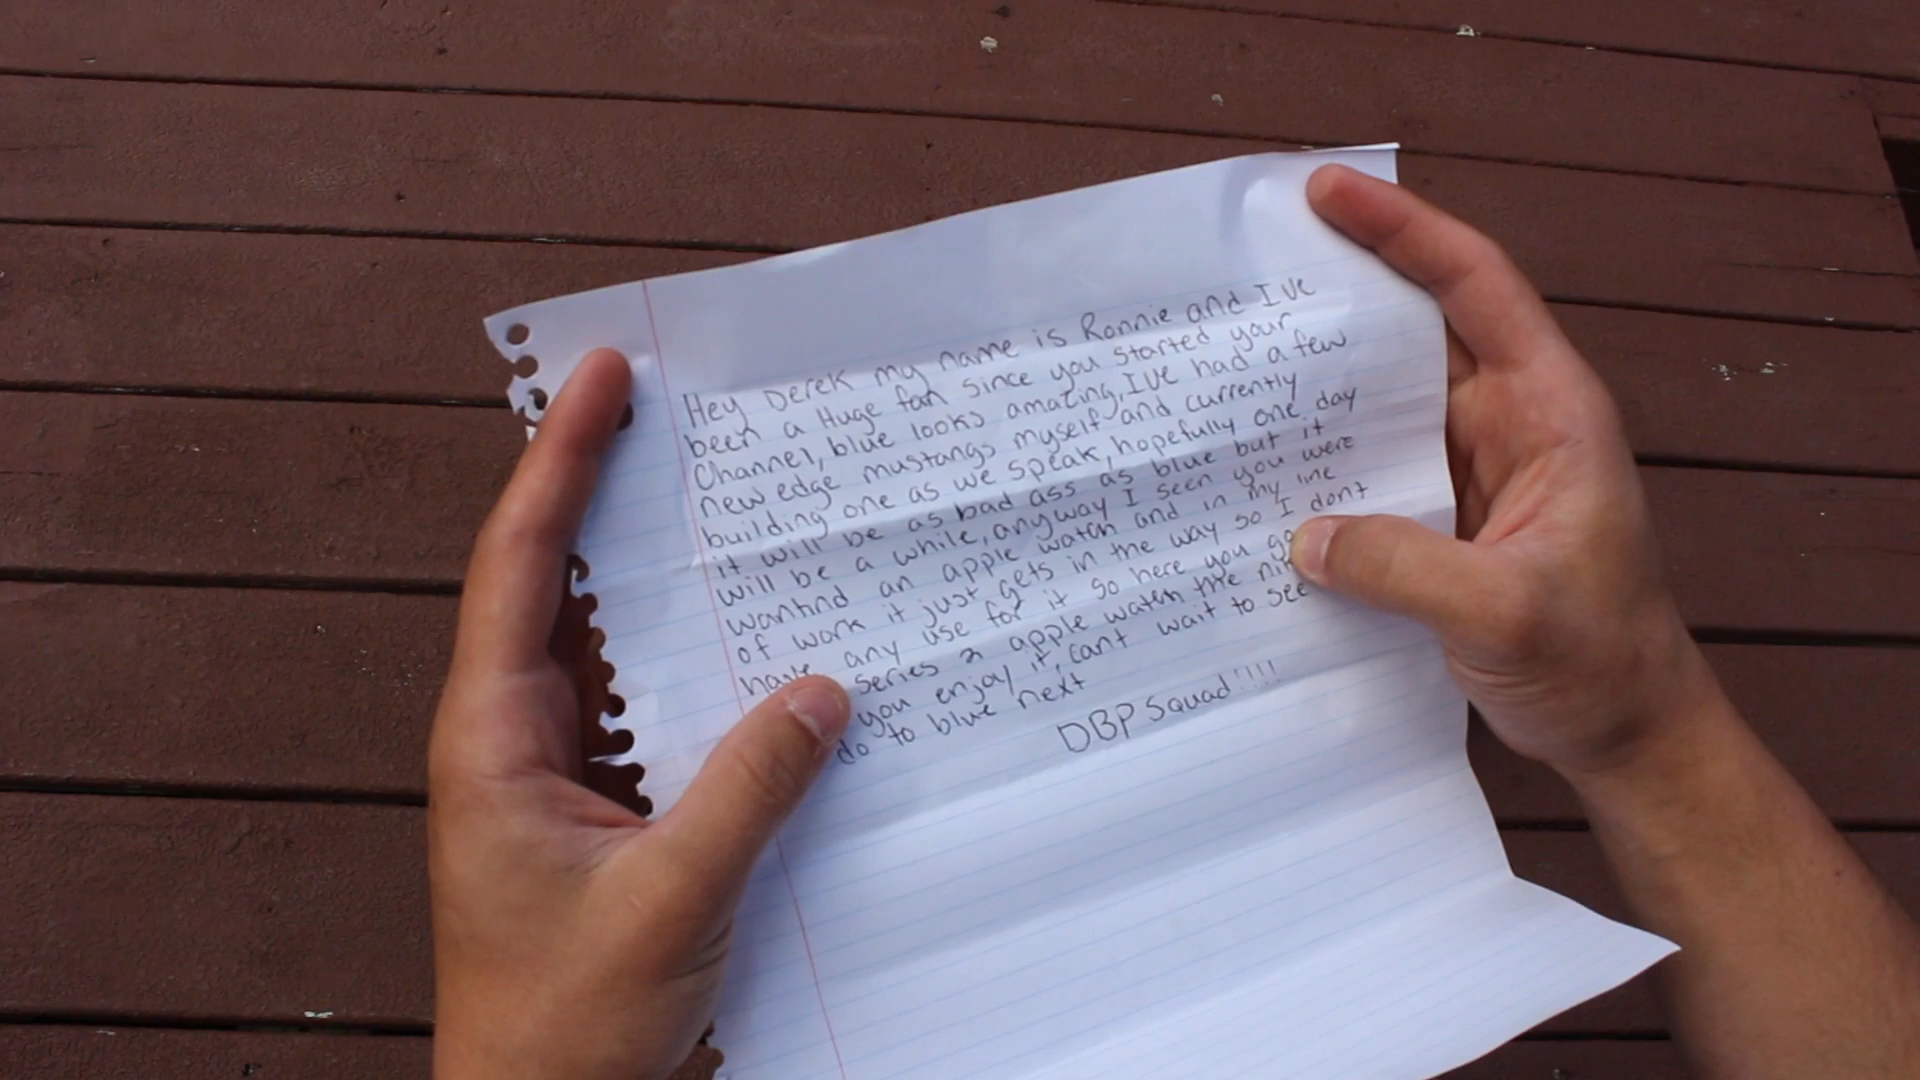 Hey Derek my name is Ronnie and I've
been a Huge fan since you started your
Channel, blue looks amazing, I've had a few
new edge mustangs myself and currently
building one as we speak, hopefully one day
it will be as bad ass as blue but it
will be a while, anyway I seen you were
wantind an apple watch and in my line
of work it just gets in the way so I dont
have any use for it so here you go
series 2 apple watch the
you enjoy it, cant wait to see
do to blue next
DBP Squad!!!!